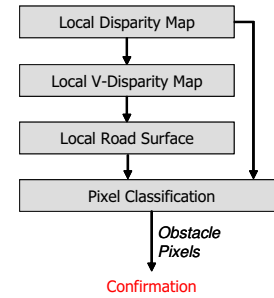 Local Disparity Map
Local V-Disparity Map
Local Road Surface
Pixel Classification
Obstacle
Pixels
Confirmation